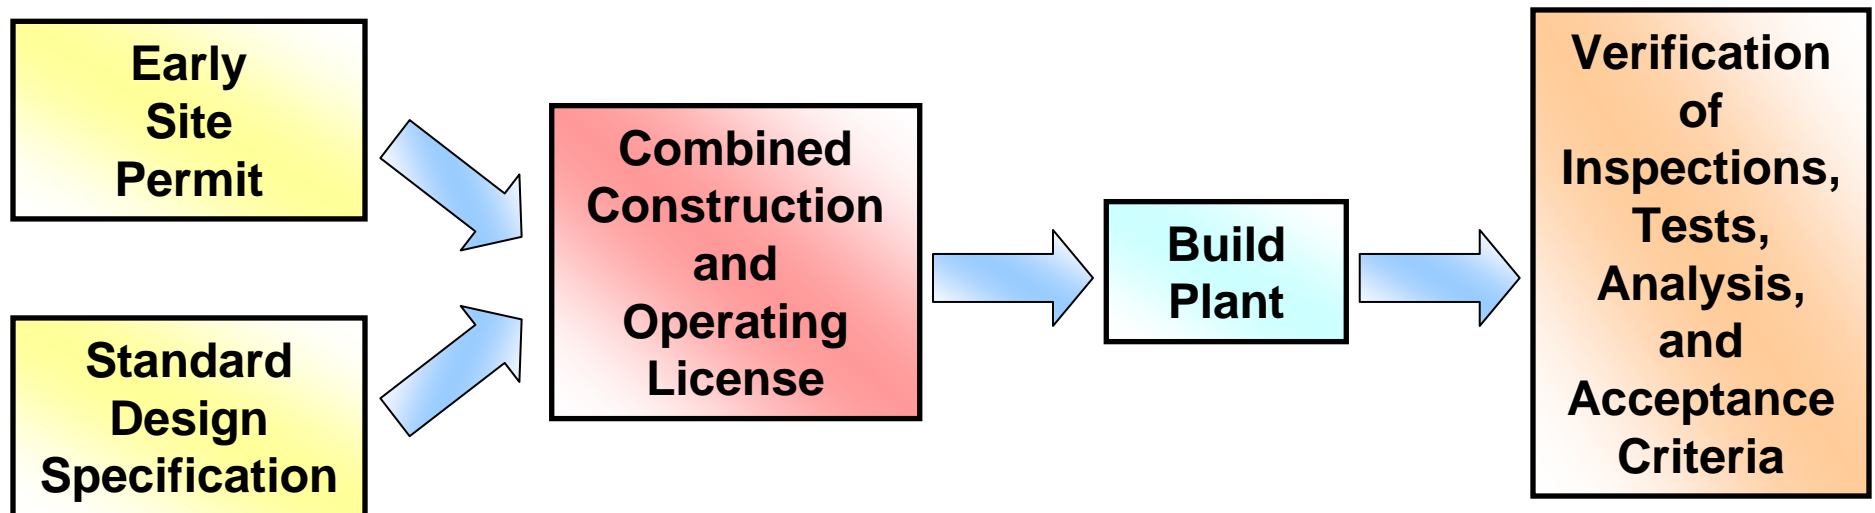 Early
Site
Permit
Standard
Design
Specification
Combined
Construction
and
Operating
License
Build
Plant
Verification
of
Inspections,
Tests,
Analysis,
and
Acceptance
Criteria